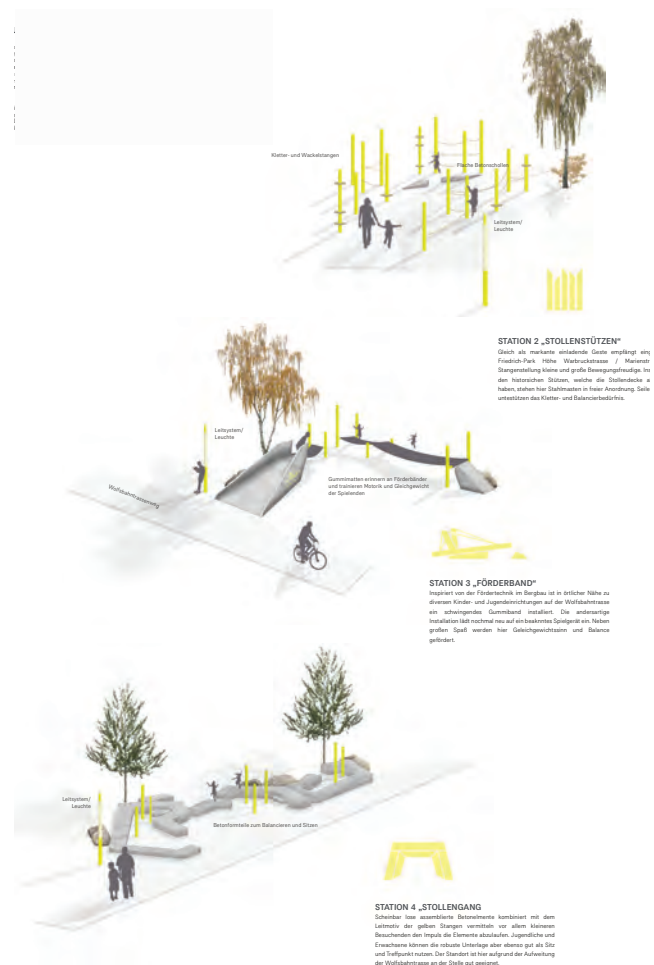 Kletter- und Wackelstangen
Flache Betonschollen
Leitsystem/
Leuchte
STATION 2 „STOLLENSTÜTZEN"
Gleich als markante einladende Geste empfängt eing
Friedrich-Park Höhe Warbruckstrasse / Marienstr
Stangenstellung kleine und große Bewegungsfreudige. Ins
den historsichen Stützen, welche die Stollendecke a
haben, stehen hier Stahlmasten in freier Anordnung. Seile
untestützen das Kletter- und Balancierbedürfnis.
Leitsystem/
Leuchte
Gummimatten erinnern an Förderbänder
und trainieren Motorik und Gleichgewicht
der Spielenden
Wolfsbahntrassenweg
STATION 3 „FÖRDERBAND"
Inspiriert von der Fördertechnik im Bergbau ist in örtlicher Nähe zu
diversen Kinder- und Jugendeinrichtungen auf der Wolfsbahntrasse
ein schwingendes Gummiband installiert. Die andersartige
Installation lädt nochmal neu auf ein beaknntes Spielgerät ein. Neben
großen Spaß werden hier Geleichgewichtssinn und Balance
gefördert.
Leitsystem/
Leuchte
Betonformteile zum Balancieren und Sitzen
STATION 4 „STOLLENGANG
Scheinbar lose assemblierte Betonelmente kombiniert mit dem
Leitmotiv der gelben Stangen vermitteln vor allem kleineren
Besuchenden den Impuls die Elemente abzulaufen. Jugendliche und
Erwachsene können die robuste Unterlage aber ebenso gut als Sitz
und Treffpunkt nutzen. Der Standort ist hier aufgrund der Aufweitung
der Wolfsbahntrasse an der Stelle gut geeignet.